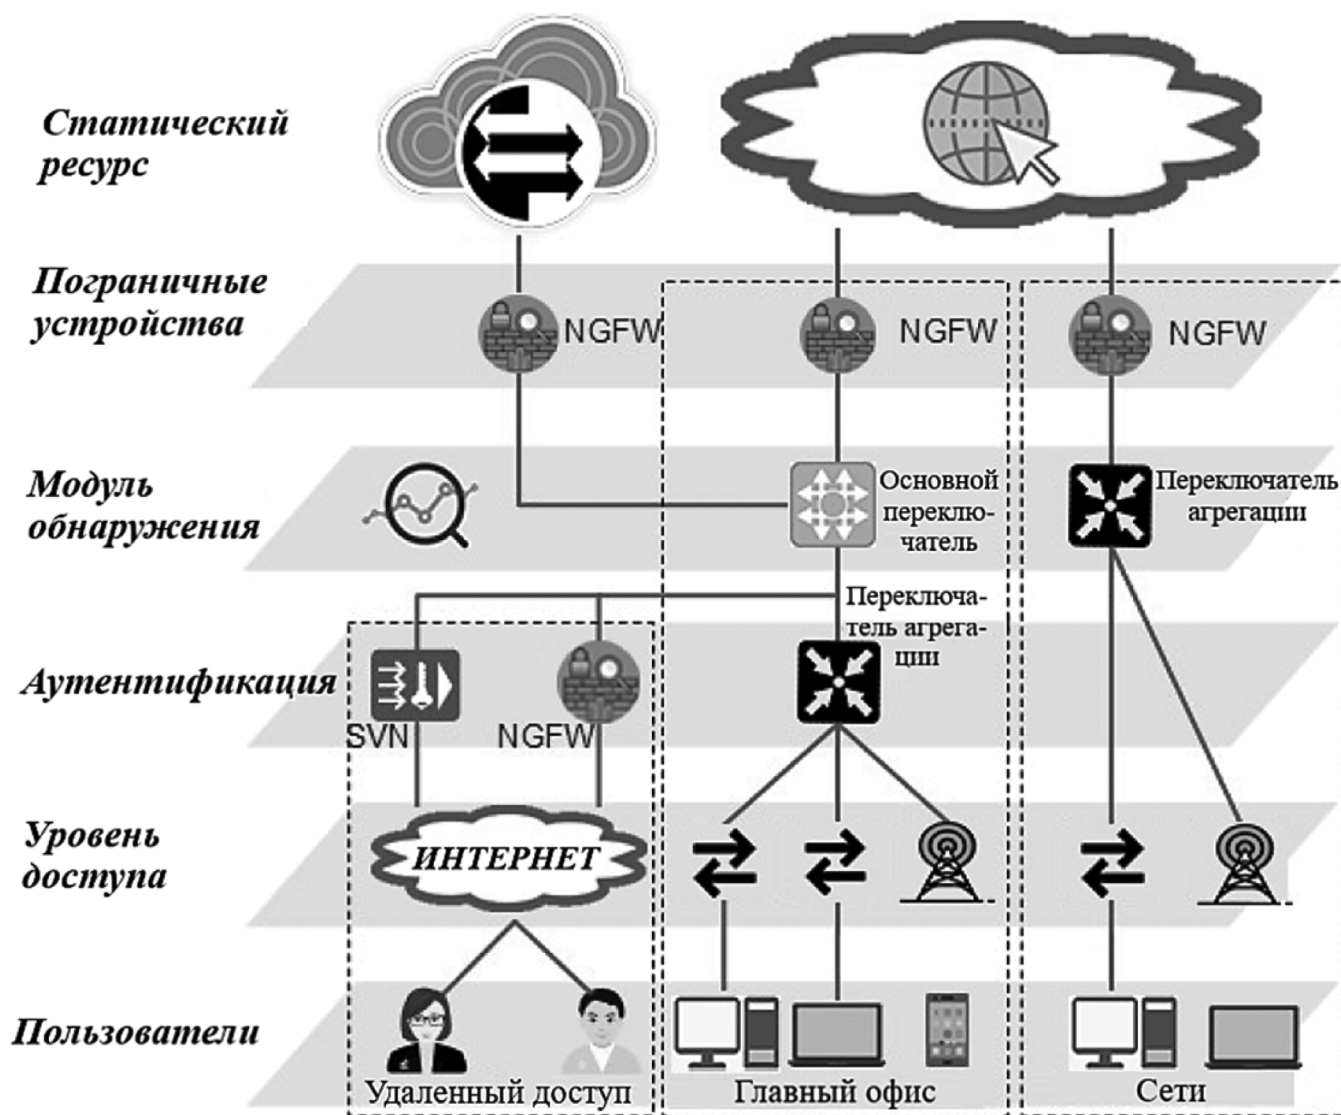 Статический
ресурс
Пограничные
устройства
NGFW
NGFW
NGFW
Модуль
обнаружения
Основной
переклю-
чатель
Переключатель
агрегации
Переключа-
тель агрега-
ции
Аутентификация
SVN
NGFW
Уровень
доступа
ИНТЕРНЕТ
Пользователи
Удаленный доступ
Главный офис
Сети